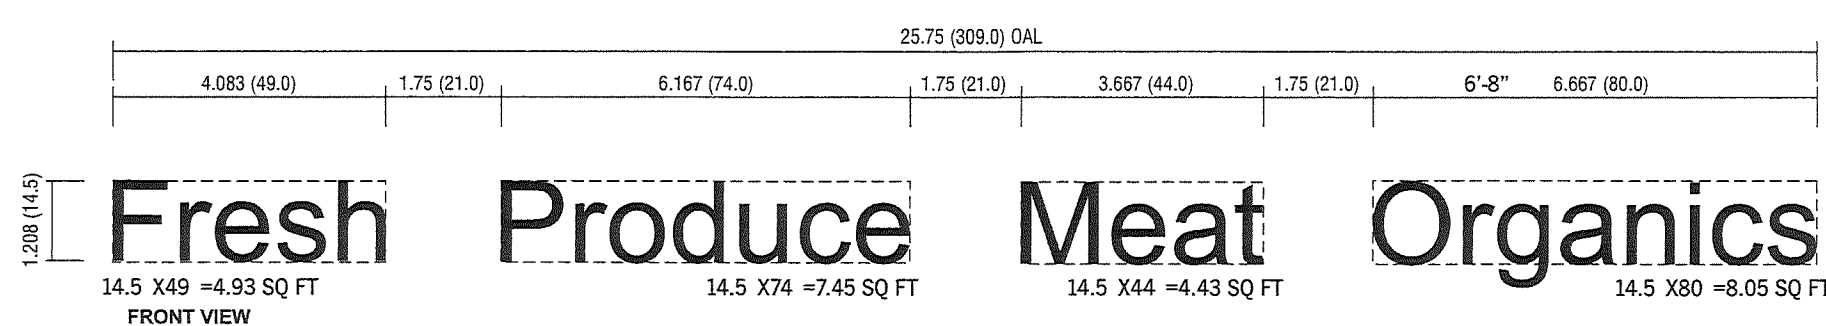 25.75 (309.0) OAL
4.083 (49.0) 1.75 (21.0) 6.167 (74.0) 1.75 (21.0) 3.667 (44.0) 1.75 (21.0) 6'-8" 6.667 (80.0)
1.208 (14.5)
Fresh Produce Meat Organics
14.5 X49 =4.93 SQ FT 14.5 X74 =7.45 SQ FT 14.5 X44 =4.43 SQ FT 14.5 X80 =8.05 SQ FT
FRONT VIEW